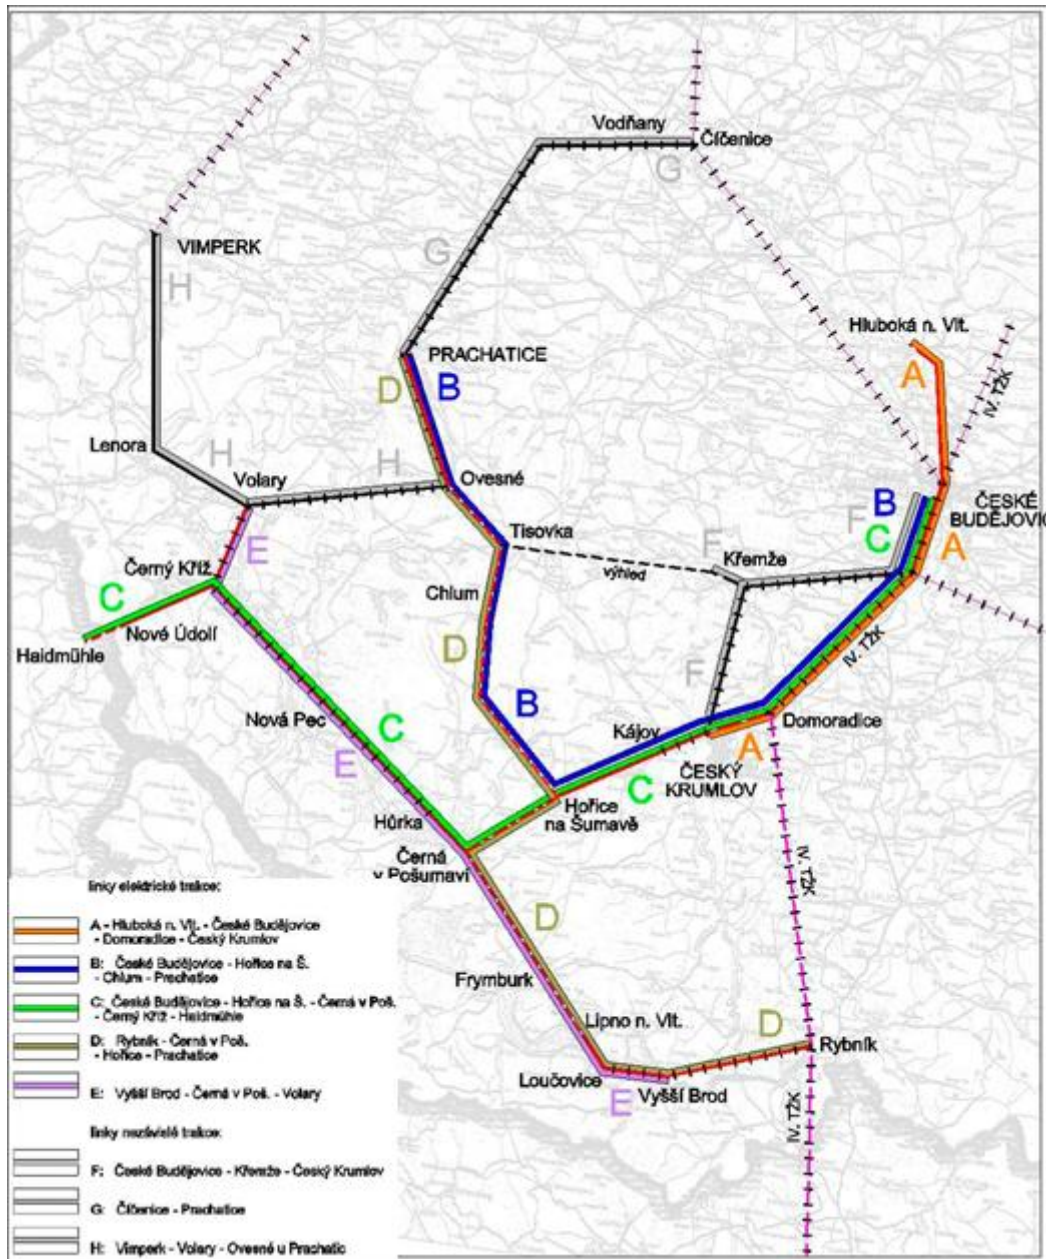 Vodňany
Číčenice
G
VIMPERK
G
H
Hluboká n. Vlt.
PRACHATICE
A
IV. TŽK
D
B
Lenora
H
Volary
H
Ovesné
B
ČESKÉ
BUDĚJOVIC
F
C
A
Tisovka
F
Křemže
výhled
E
Černý Kříž
C
Chlum
Nové Údolí
IV. TŽK
Haidmühle
D
F
B
Nová Pec
C
Kájov
Domoradice
E
A
ČESKÝ
KRUMLOV
C
Hůrka
Hořice
na Šumavě
Černá
v Pošumaví
IV. TŽK
D
linky elektrické trakce:
A - Hluboká n. Vlt. - České Budějovice
- Domoradice - Český Krumlov
B: České Budějovice - Hořice na Š.
- Chlum - Prachatice
Frymburk
C: České Budějovice - Hořice na Š. - Černá v Poš.
- Černý Kříž - Haidmühle
Lipno n. Vlt.
D
D: Rybník - Černá v Poš.
- Hořice - Prachatice
Rybník
Loučovice
E
Vyšší Brod
E: Vyšší Brod - Černá v Poš. - Volary
IV. TŽK
linky nezávislé trakce:
F: České Budějovice - Křemže - Český Krumlov
G: Číčenice - Prachatice
H: Vimperk - Volary - Ovesné u Prachatic